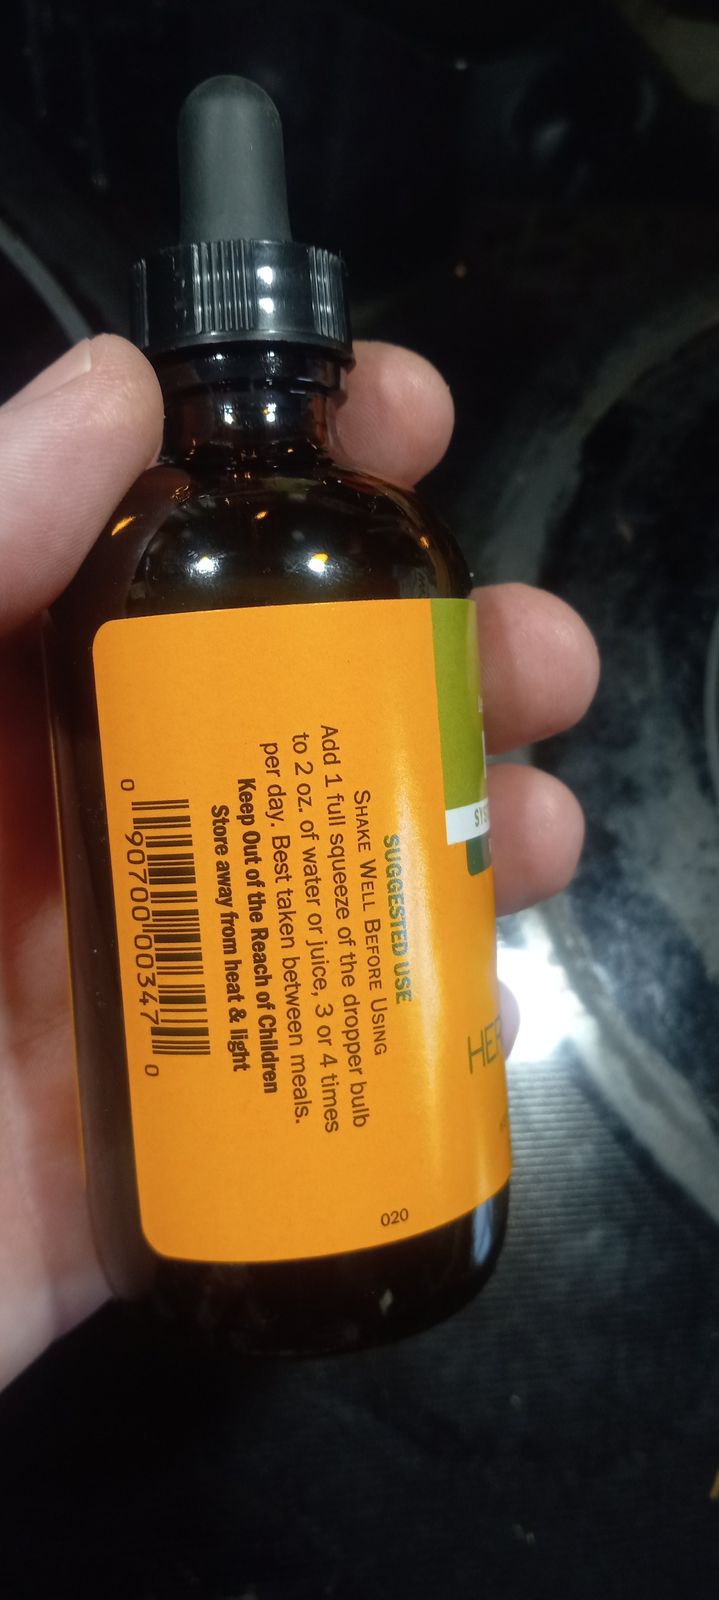 SUGGESTED USE
SHAKE WELL BEFORE USING
Add 1 full squeeze of the dropper bulb
to 2 oz. of water or juice, 3 or 4 times
per day. Best taken between meals.
Keep Out of the Reach of Children
Store away from heat & light
0 90700 00347 0
020